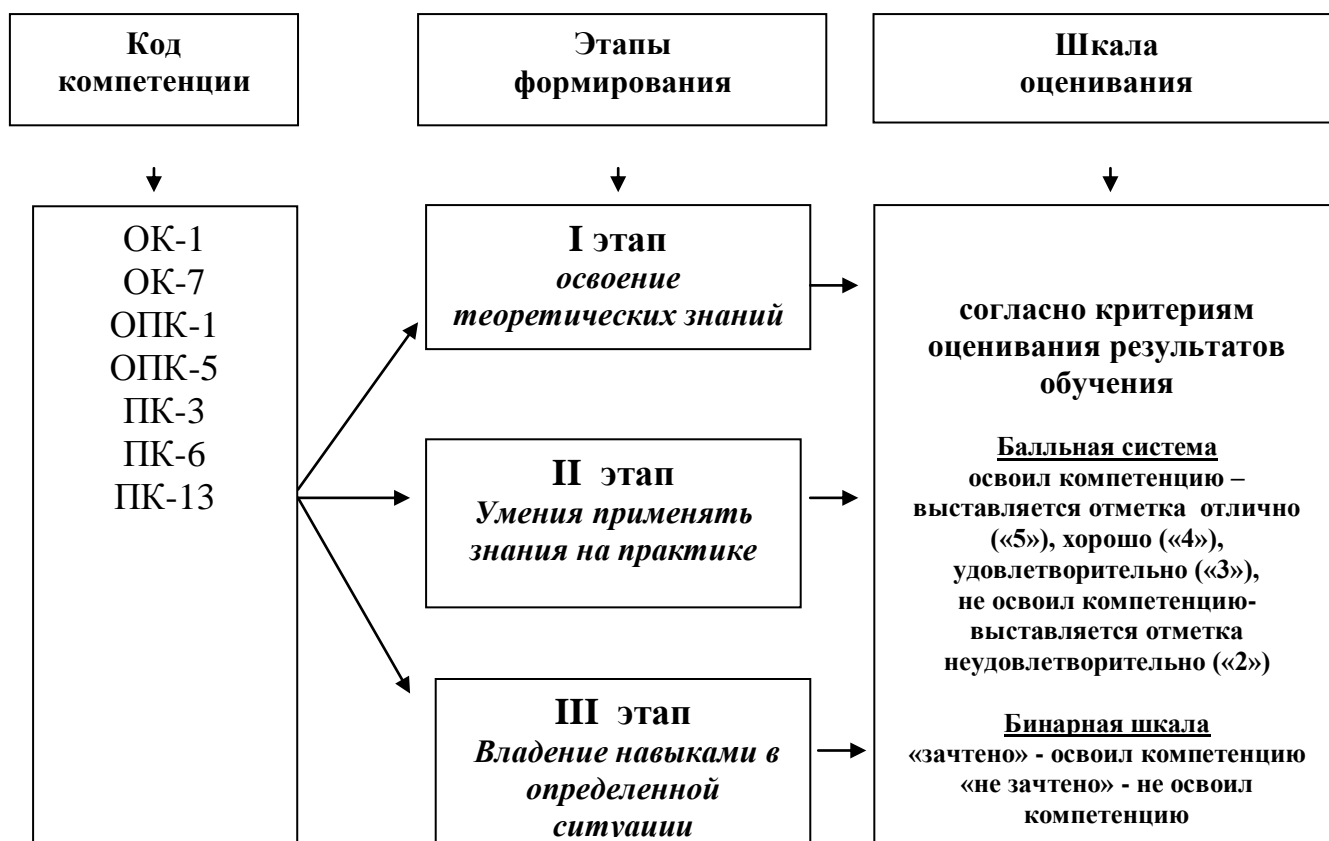 Код
компетенции
Этапы
формирования
Шкала
оценивания
ОК-1
ОК-7
ОПК-1
ОПК-5
ПК-3
ПК-6
ПК-13
I этап
освоение
теоретических знаний
II этап
Умения применять
знания на практике
III этап
Владение навыками в
определенной
ситуации
согласно критериям
оценивания результатов
обучения
Балльная система
освоил компетенцию –
выставляется отметка отлично
(«5»), хорошо («4»),
удовлетворительно («3»),
не освоил компетенцию-
выставляется отметка
неудовлетворительно («2»)
Бинарная шкала
«зачтено» - освоил компетенцию
«не зачтено» - не освоил
компетенцию